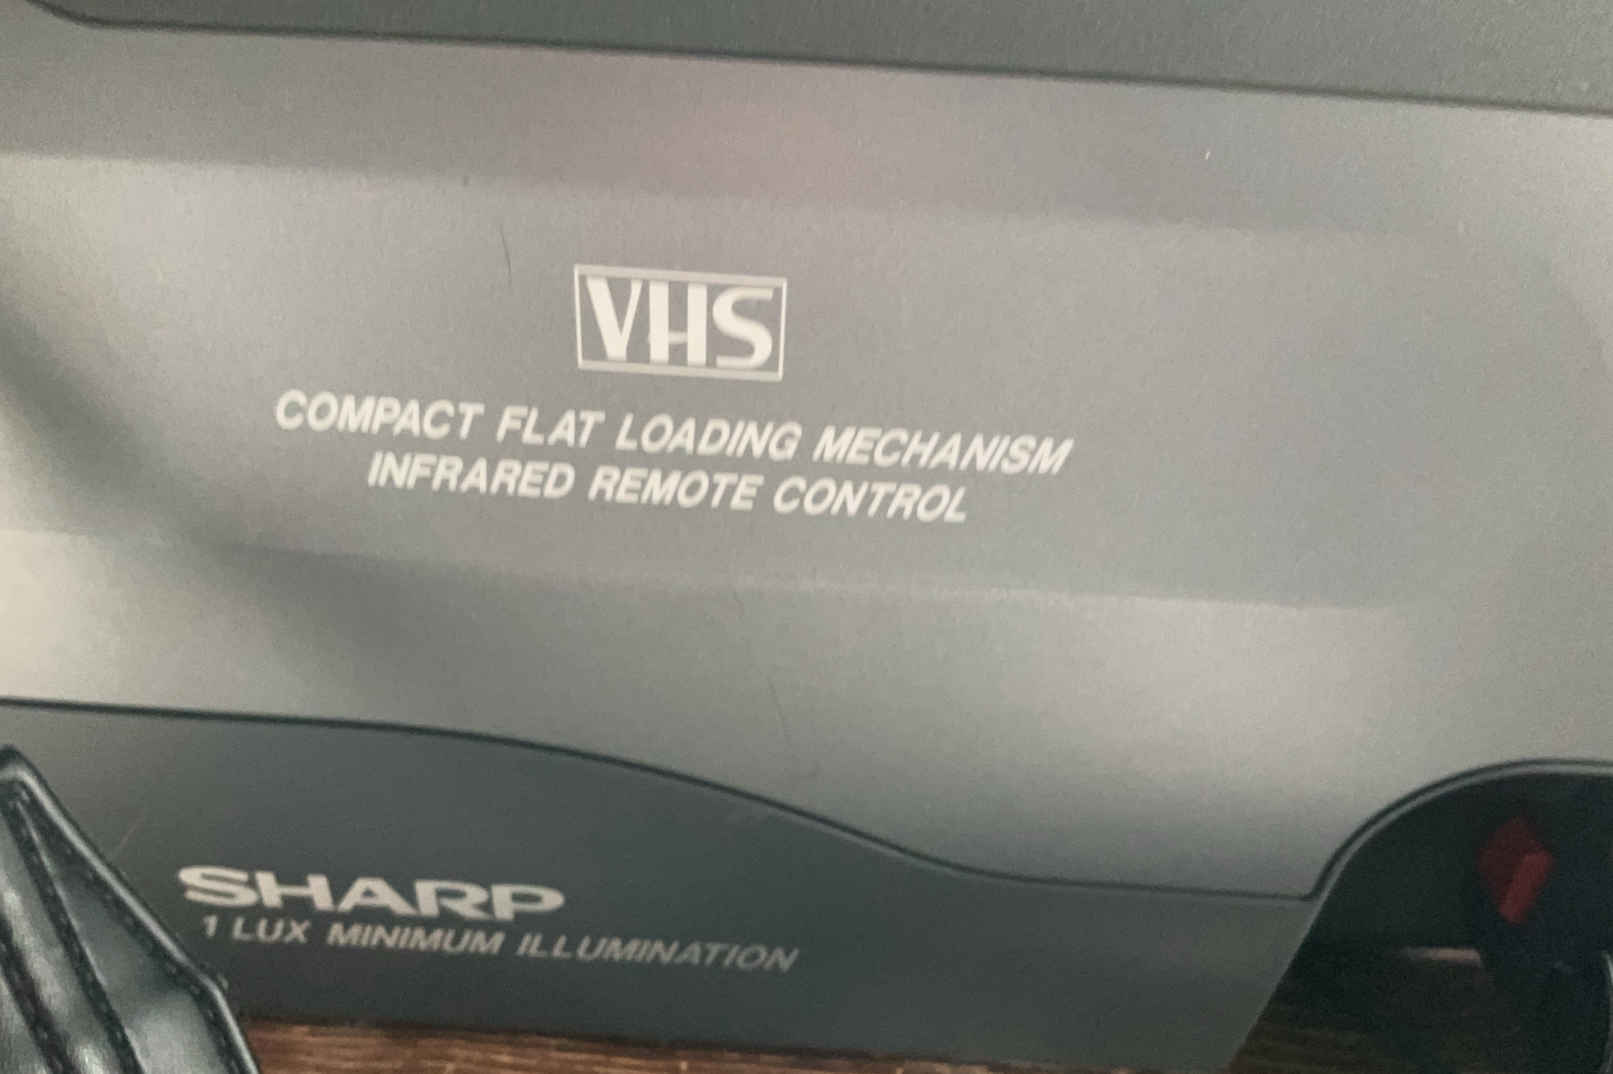 VHS
COMPACT FLAT LOADING MECHANISM
INFRARED REMOTE CONTROL
SHARP
1 LUX MINIMUM ILLUMINATION